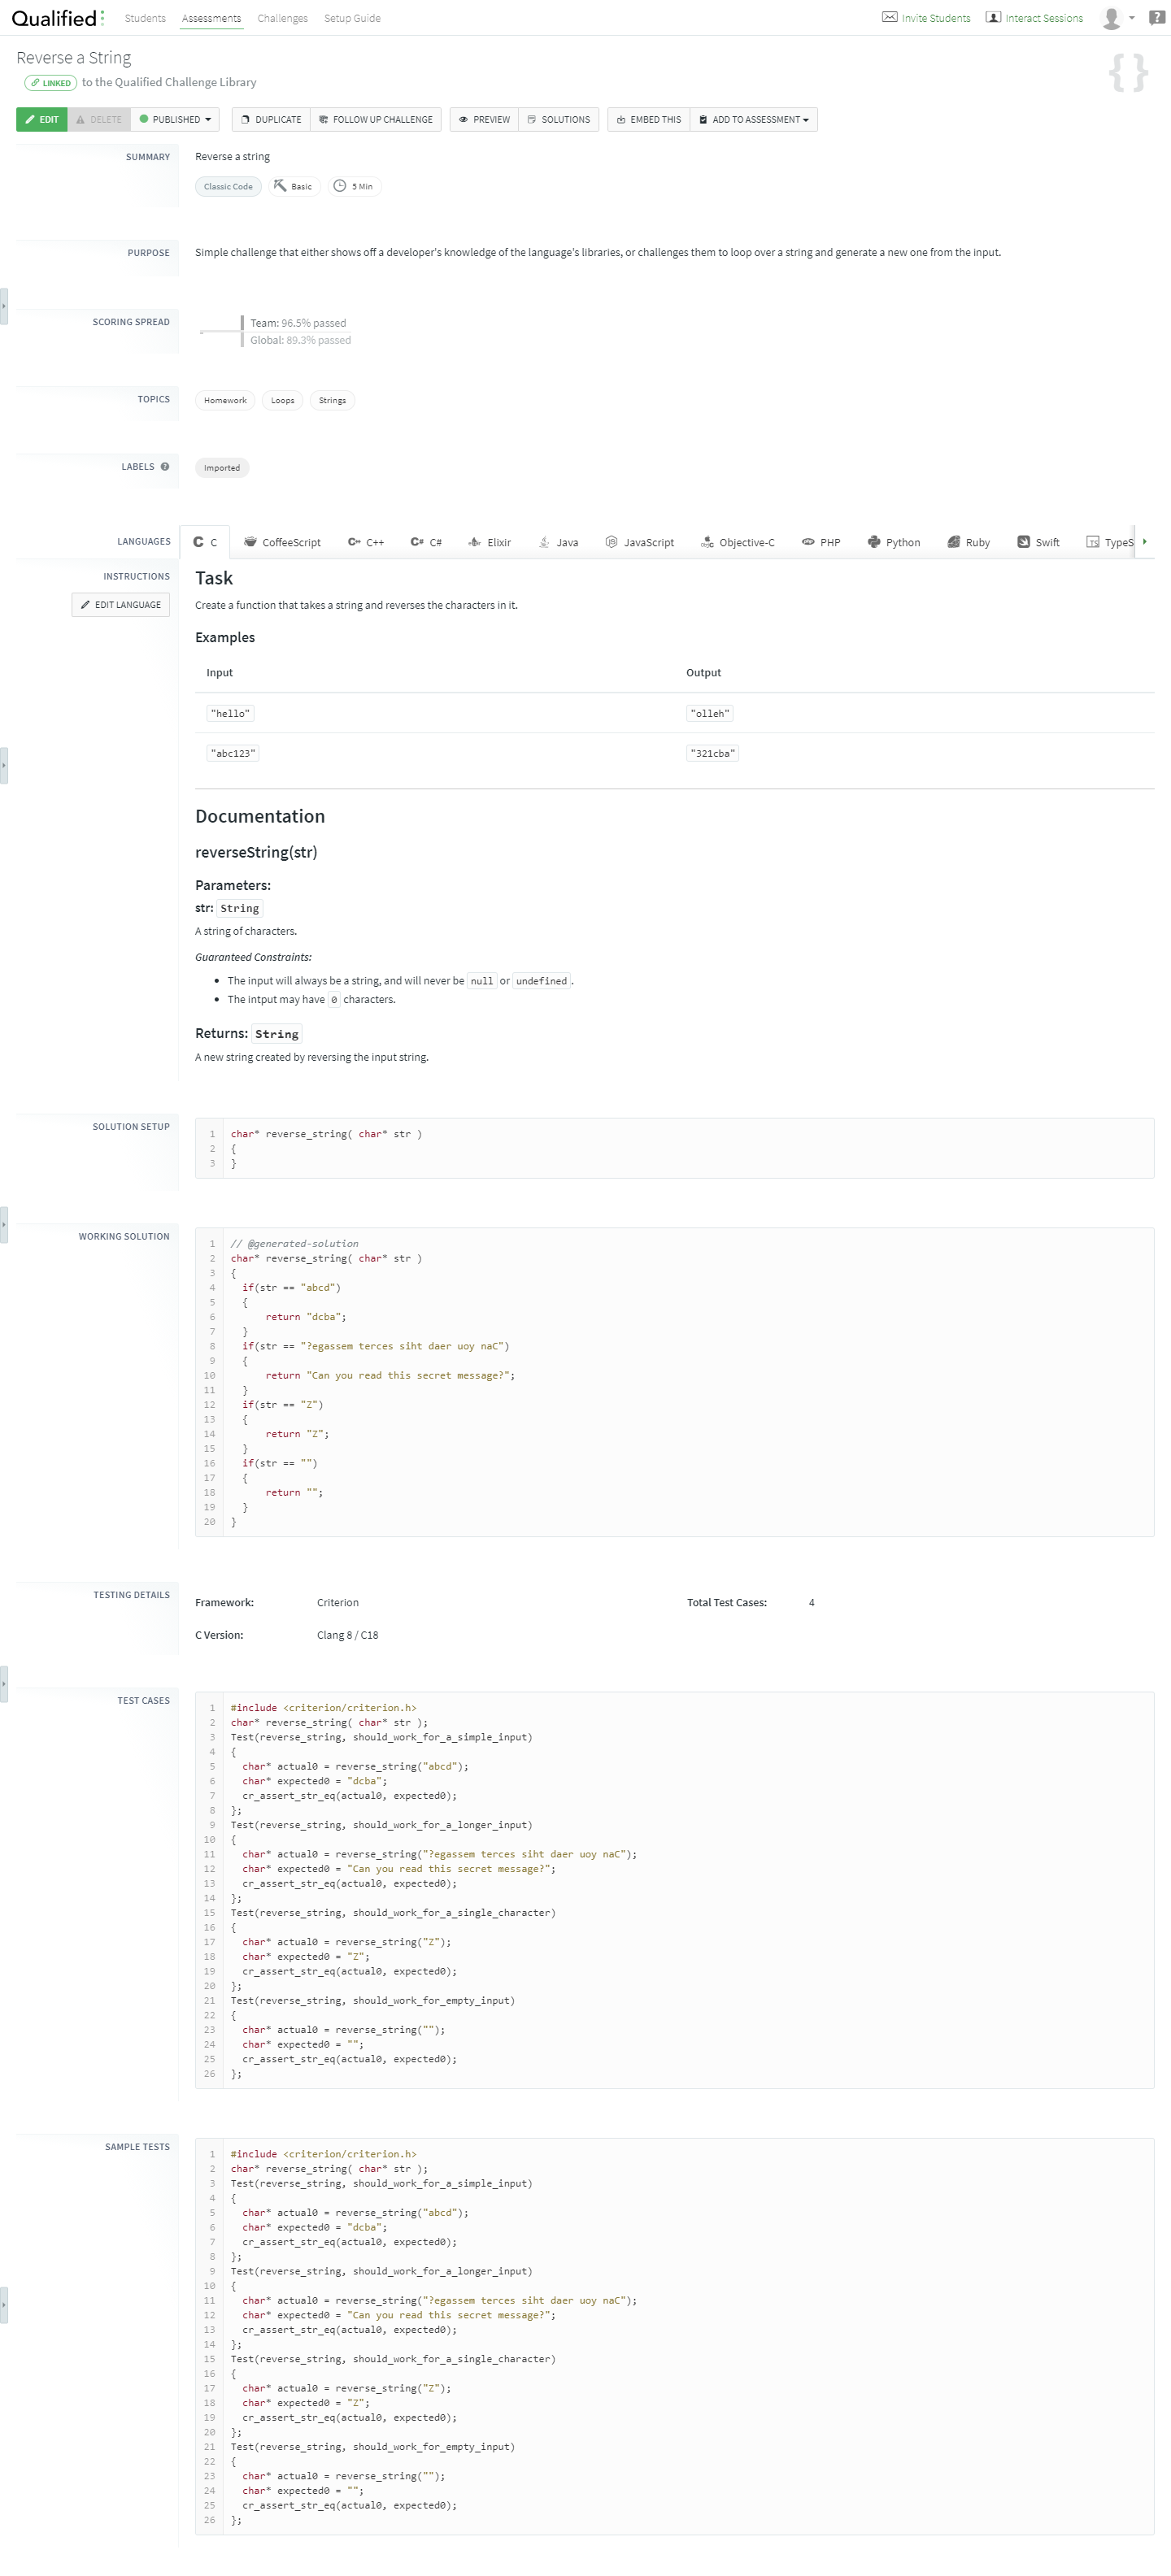 Qualified
Students Assessments Challenges Setup Guide Invite Students Interact Sessions
Reverse a String
LINKED to the Qualified Challenge Library
EDIT DELETE PUBLISHED DUPLICATE FOLLOW UP CHALLENGE PREVIEW SOLUTIONS EMBED THIS ADD TO ASSESSMENT
SUMMARY Reverse a string
Classic Code Basic 5 Min
PURPOSE Simple challenge that either shows off a developer's knowledge of the language's libraries, or challenges them to loop over a string and generate a new one from the input.
SCORING SPREAD Team: 96.5% passed
Global: 89.3% passed
TOPICS Homework Loops Strings
LABELS ? Imported
LANGUAGES C CoffeeScript C++ C# Elixir Java JavaScript Objective-C PHP Python Ruby Swift TypeS
INSTRUCTIONS
EDIT LANGUAGE
Task
Create a function that takes a string and reverses the characters in it.
Examples
Input Output
"hello" "olleh"
"abc123" "321cba"
Documentation
reverseString(str)
Parameters:
str: String
A string of characters.
Guaranteed Constraints:
• The input will always be a string, and will never be null or undefined.
• The intput may have 0 characters.
Returns: String
A new string created by reversing the input string.
SOLUTION SETUP
1 char* reverse_string( char* str )
2 {
3 }
WORKING SOLUTION
1 // @generated-solution
2 char* reverse_string( char* str )
3 {
4   if(str == "abcd")
5   {
6       return "dcba";
7   }
8   if(str == "?egassem terces siht daer uoy naC")
9   {
10       return "Can you read this secret message?";
11   }
12   if(str == "Z")
13   {
14       return "Z";
15   }
16   if(str == "")
17   {
18       return "";
19   }
20 }
TESTING DETAILS
Framework: Criterion Total Test Cases: 4
C Version: Clang 8 / C18
TEST CASES
1 #include <criterion/criterion.h>
2 char* reverse_string( char* str );
3 Test(reverse_string, should_work_for_a_simple_input)
4 {
5   char* actual0 = reverse_string("abcd");
6   char* expected0 = "dcba";
7   cr_assert_str_eq(actual0, expected0);
8 };
9 Test(reverse_string, should_work_for_a_longer_input)
10 {
11   char* actual0 = reverse_string("?egassem terces siht daer uoy naC");
12   char* expected0 = "Can you read this secret message?";
13   cr_assert_str_eq(actual0, expected0);
14 };
15 Test(reverse_string, should_work_for_a_single_character)
16 {
17   char* actual0 = reverse_string("Z");
18   char* expected0 = "Z";
19   cr_assert_str_eq(actual0, expected0);
20 };
21 Test(reverse_string, should_work_for_empty_input)
22 {
23   char* actual0 = reverse_string("");
24   char* expected0 = "";
25   cr_assert_str_eq(actual0, expected0);
26 };
SAMPLE TESTS
1 #include <criterion/criterion.h>
2 char* reverse_string( char* str );
3 Test(reverse_string, should_work_for_a_simple_input)
4 {
5   char* actual0 = reverse_string("abcd");
6   char* expected0 = "dcba";
7   cr_assert_str_eq(actual0, expected0);
8 };
9 Test(reverse_string, should_work_for_a_longer_input)
10 {
11   char* actual0 = reverse_string("?egassem terces siht daer uoy naC");
12   char* expected0 = "Can you read this secret message?";
13   cr_assert_str_eq(actual0, expected0);
14 };
15 Test(reverse_string, should_work_for_a_single_character)
16 {
17   char* actual0 = reverse_string("Z");
18   char* expected0 = "Z";
19   cr_assert_str_eq(actual0, expected0);
20 };
21 Test(reverse_string, should_work_for_empty_input)
22 {
23   char* actual0 = reverse_string("");
24   char* expected0 = "";
25   cr_assert_str_eq(actual0, expected0);
26 };